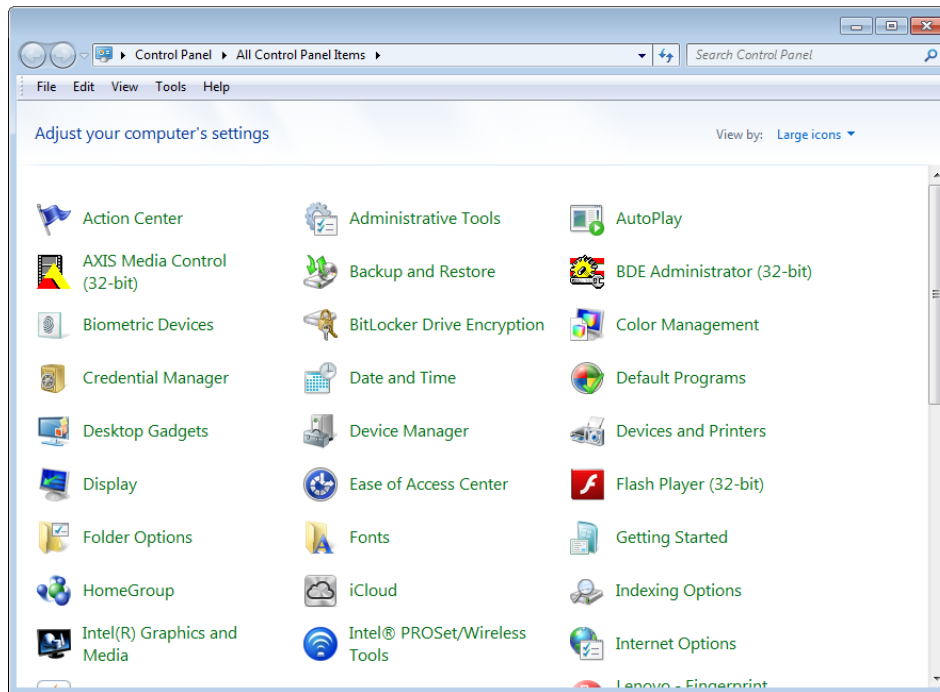 Control Panel All Control Panel Items Search Control Panel
File Edit View Tools Help
Adjust your computer's settings View by: Large icons
Action Center Administrative Tools AutoPlay
AXIS Media Control
(32-bit) Backup and Restore BDE Administrator (32-bit)
Biometric Devices BitLocker Drive Encryption Color Management
Credential Manager Date and Time Default Programs
Desktop Gadgets Device Manager Devices and Printers
Display Ease of Access Center Flash Player (32-bit)
Folder Options Fonts Getting Started
HomeGroup iCloud Indexing Options
Intel(R) Graphics and
Media Intel® PROSet/Wireless
Tools Internet Options
Lenovo - Fingerprint